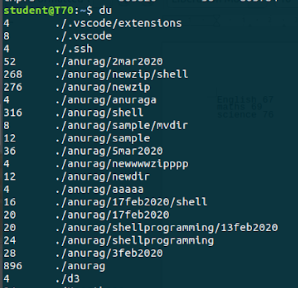 student@T70:~$ du
4 ./.vscode/extensions
8 ./.vscode
4 ./.ssh
52 ./anurag/2mar2020
268 ./anurag/newzip/shell
276 ./anurag/newzip
4 ./anurag/anuraga
316 ./anurag/shell
8 ./anurag/sample/mvdir
12 ./anurag/sample
36 ./anurag/5mar2020
4 ./anurag/newwwwzipppp
12 ./anurag/newdir
4 ./anurag/aaaaa
16 ./anurag/17feb2020/shell
20 ./anurag/17feb2020
20 ./anurag/shellprogramming/13feb2020
24 ./anurag/shellprogramming
28 ./anurag/3feb2020
896 ./anurag
4 ./d3